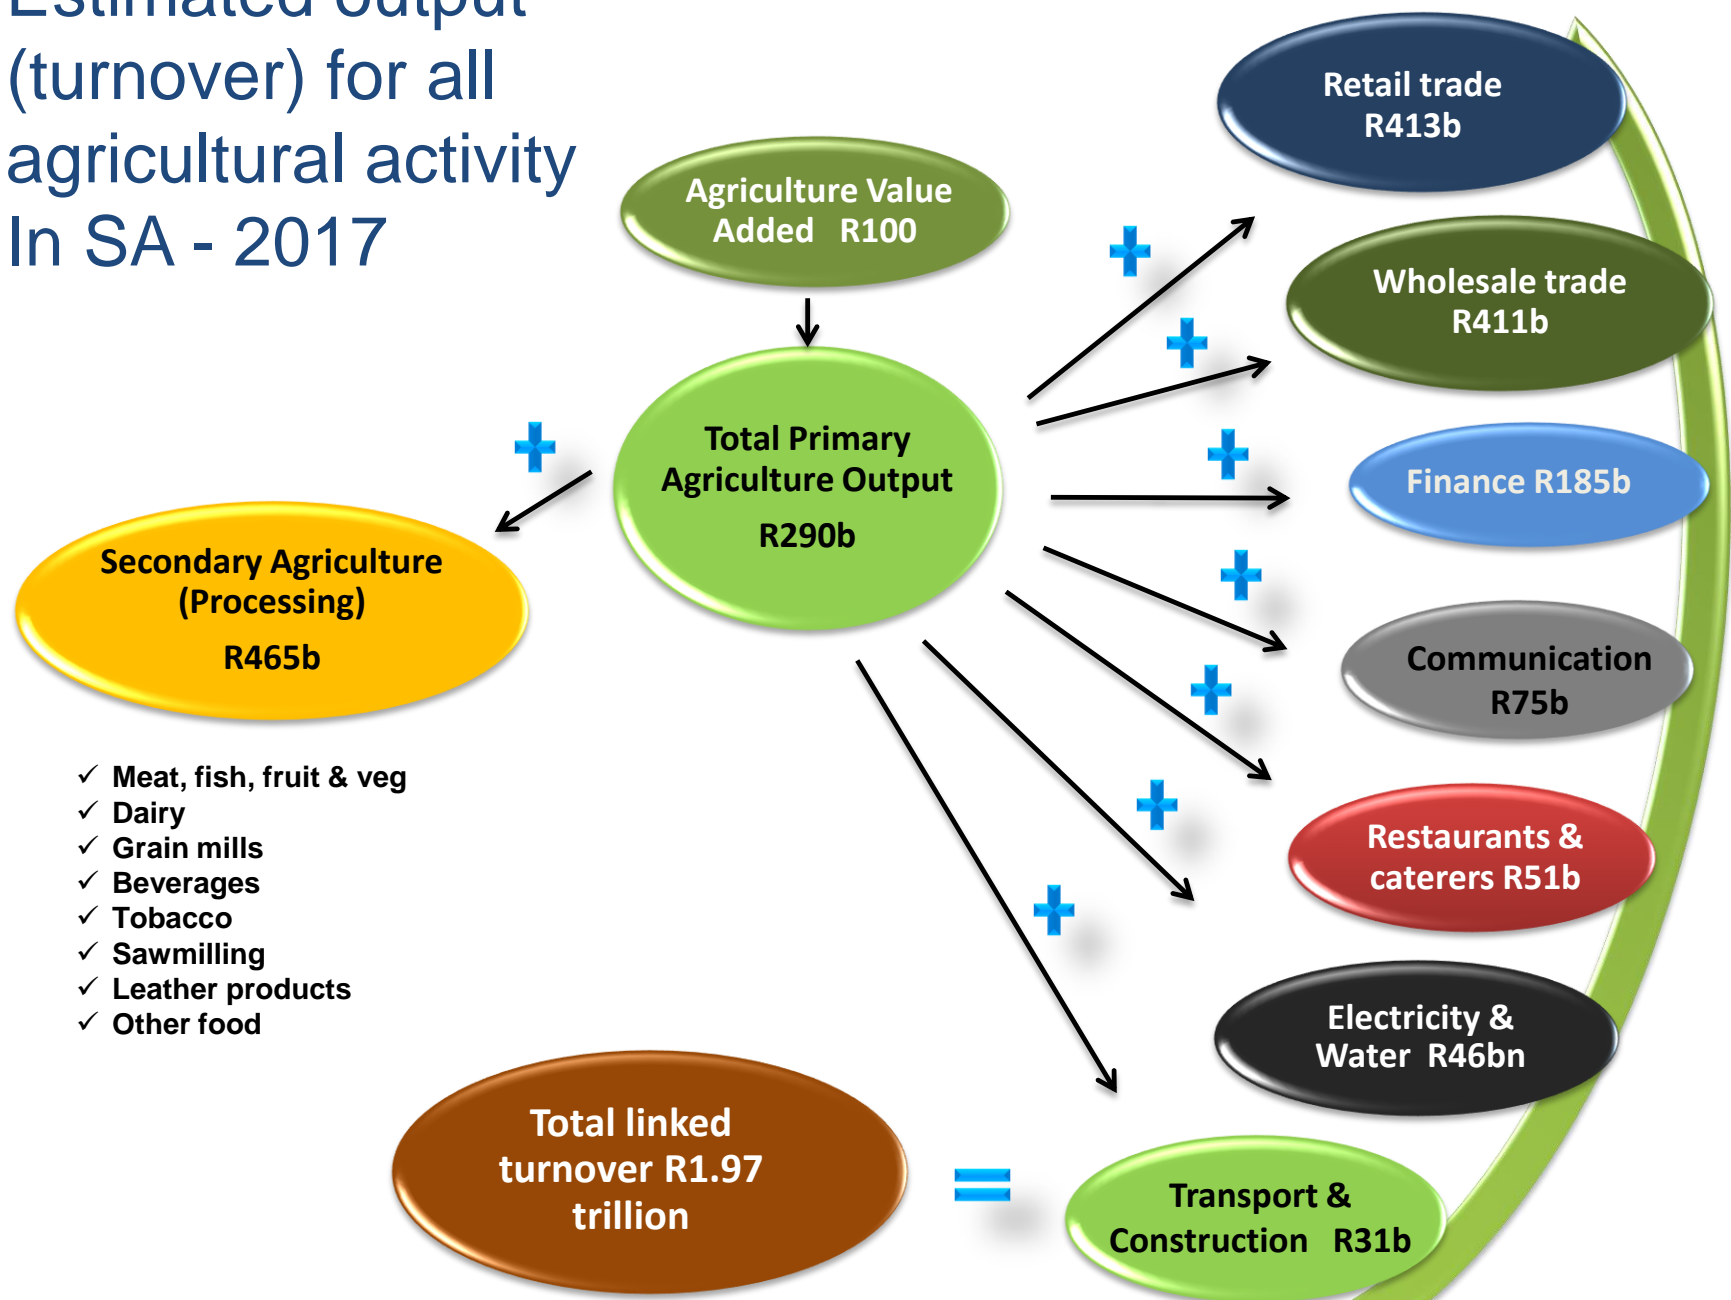 Estimated output
(turnover) for all
agricultural activity
In SA - 2017
Agriculture Value
Added R100
Total Primary
Agriculture Output
R290b
Secondary Agriculture
(Processing)
R465b
✓ Meat, fish, fruit & veg
✓ Dairy
✓ Grain mills
✓ Beverages
✓ Tobacco
✓ Sawmilling
✓ Leather products
✓ Other food
Retail trade
R413b
Wholesale trade
R411b
Finance R185b
Communication
R75b
Restaurants &
caterers R51b
Electricity &
Water R46bn
Transport &
Construction R31b
Total linked
turnover R1.97
trillion